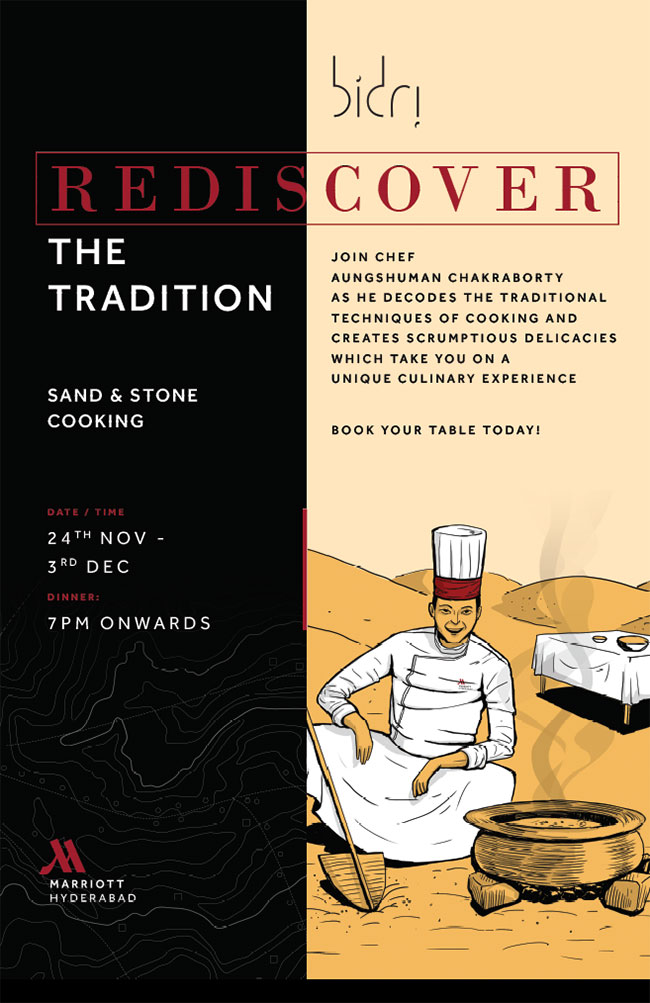 bidri
REDISCOVER
THE
TRADITION
SAND & STONE
COOKING
DATE / TIME
24TH NOV -
3RD DEC
DINNER:
7PM ONWARDS
MARRIOTT
HYDERABAD
JOIN CHEF
AUNGSHUMAN CHAKRABORTY
AS HE DECODES THE TRADITIONAL
TECHNIQUES OF COOKING AND
CREATES SCRUMPTIOUS DELICACIES
WHICH TAKE YOU ON A
UNIQUE CULINARY EXPERIENCE
BOOK YOUR TABLE TODAY!